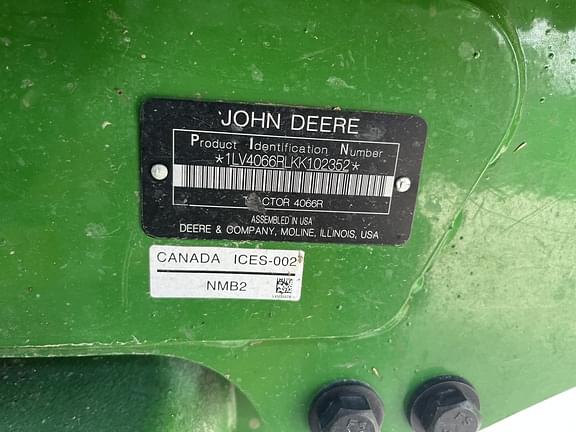 JOHN DEERE
Product Identification Number
*1LV4066RLKK102352*
CTOR 4066R
ASSEMBLED IN USA
DEERE & COMPANY, MOLINE, ILLINOIS, USA
CANADA ICES-002
NMB2